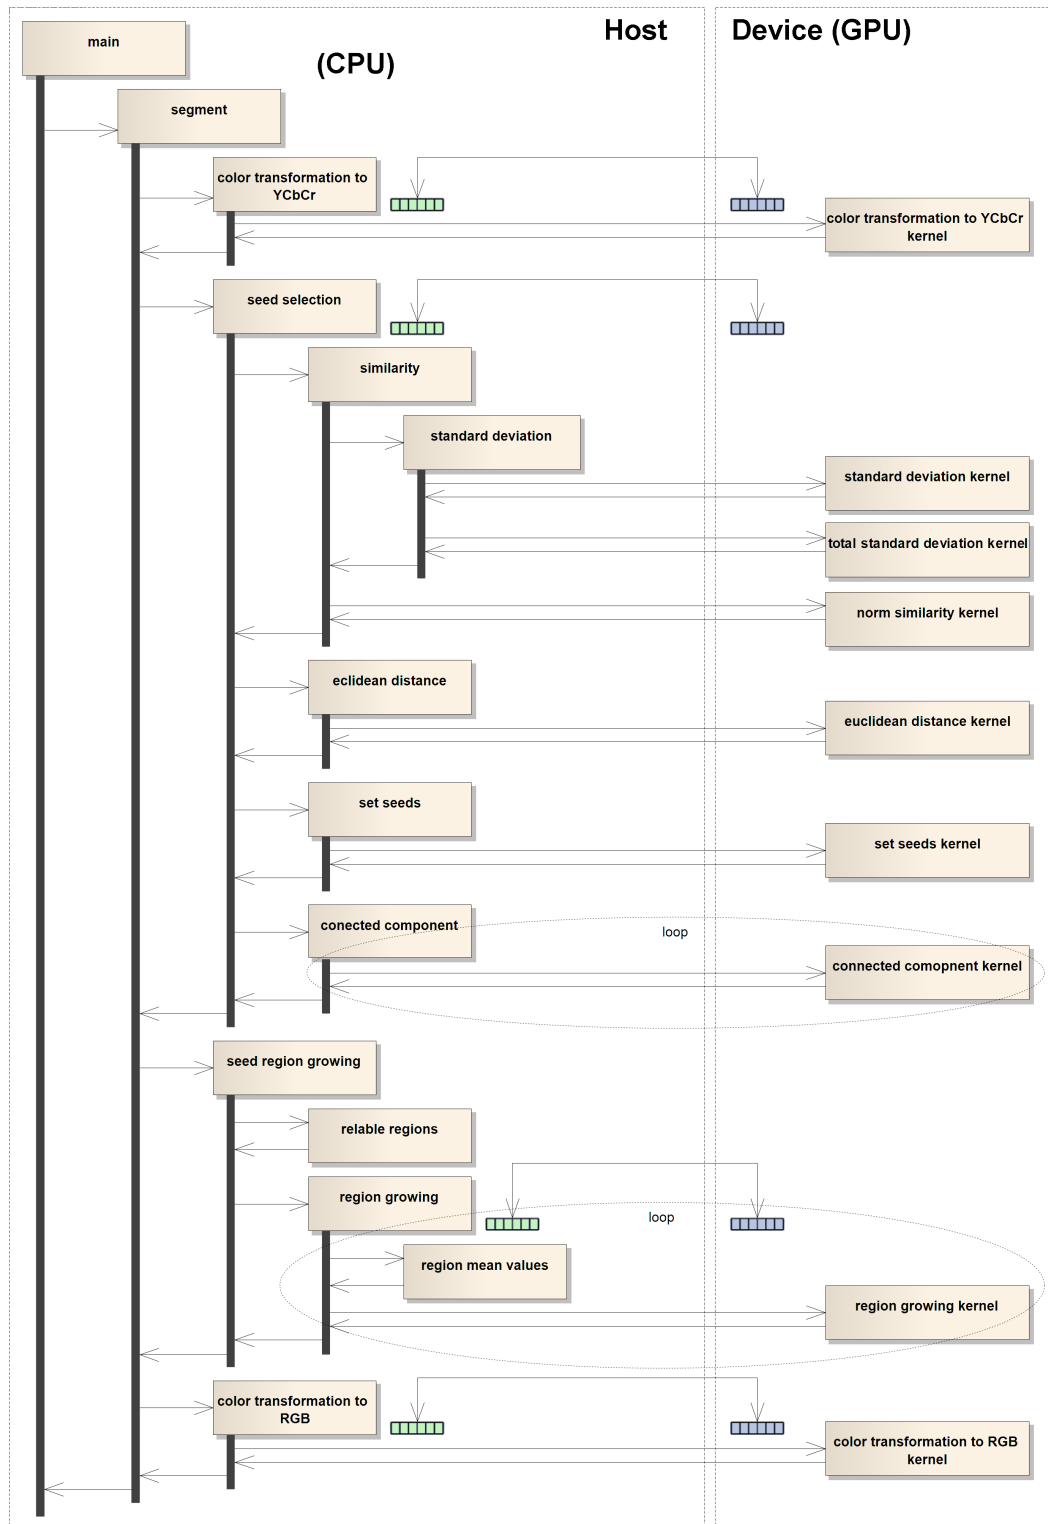 Host
Device (GPU)
main
(CPU)
segment
color transformation to
YCbCr
color transformation to YCbCr
kernel
seed selection
similarity
standard deviation
standard deviation kernel
total standard deviation kernel
norm similarity kernel
eclidean distance
euclidean distance kernel
set seeds
set seeds kernel
conected component
loop
connected comopnent kernel
seed region growing
relable regions
region growing
loop
region mean values
region growing kernel
color transformation to
RGB
color transformation to RGB
kernel